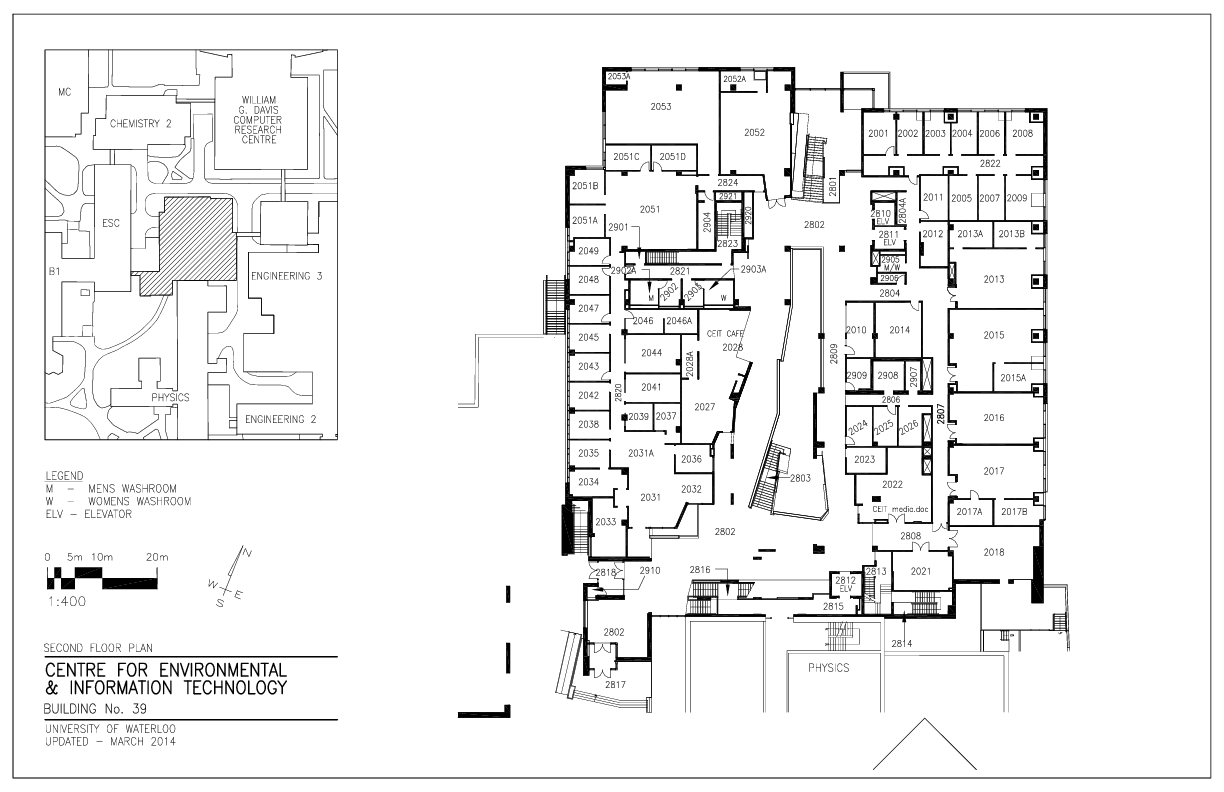 MC
CHEMISTRY 2
WILLIAM
G. DAVIS
COMPUTER
RESEARCH
CENTRE
ESC
B1
ENGINEERING 3
PHYSICS
ENGINEERING 2
LEGEND
M – MENS WASHROOM
W – WOMENS WASHROOM
ELV – ELEVATOR
0 5m 10m 20m
1:400
N
W
E
S
SECOND FLOOR PLAN
CENTRE FOR ENVIRONMENTAL
& INFORMATION TECHNOLOGY
BUILDING No. 39
UNIVERSITY OF WATERLOO
UPDATED – MARCH 2014
2053A
2053
2052A
2052
2051C
2051D
2051B
2051
2051A
2824
2921
2920
2904
2823
2901
2049
2902A
2821
2903A
2048
M
2902
2903
W
2047
2046
2046A
CEIT CAFE
2028
2045
2044
2028A
2043
2820
2041
2042
2027
2039
2037
2038
2031A
2036
2035
2034
2031
2032
2033
2802
2818
2910
2816
2802
2817
2801
2802
2809
2803
2001
2002
2003
2004
2006
2008
2822
2804A
2011
2005
2007
2009
2810
ELV
2811
ELV
2012
2013A
2013B
2905
M/W
2906
2013
2804
2010
2014
2015
2909
2908
2907
2015A
2806
2807
2016
2024
2025
2026
2023
2017
2022
CEIT media.doc
2017A
2017B
2808
2018
2813
2021
2812
ELV
2815
2814
PHYSICS